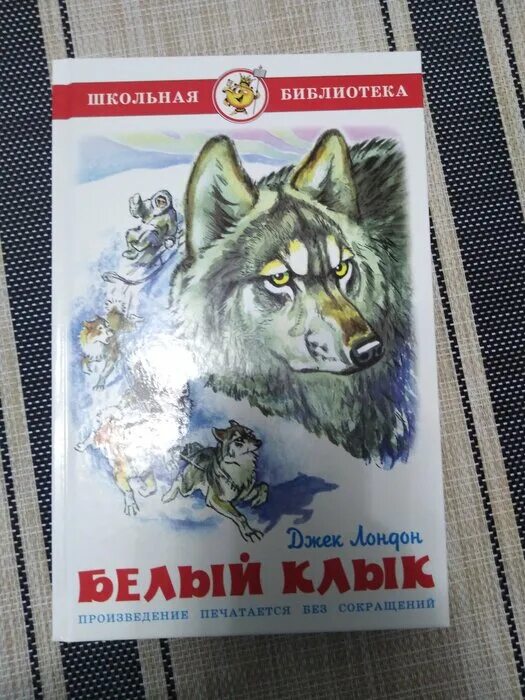 ШКОЛЬНАЯ БИБЛИОТЕКА
Джек Лондон
БЕЛЫЙ КЛЫК
ПРОИЗВЕДЕНИЕ ПЕЧАТАЕТСЯ БЕЗ СОКРАЩЕНИЙ